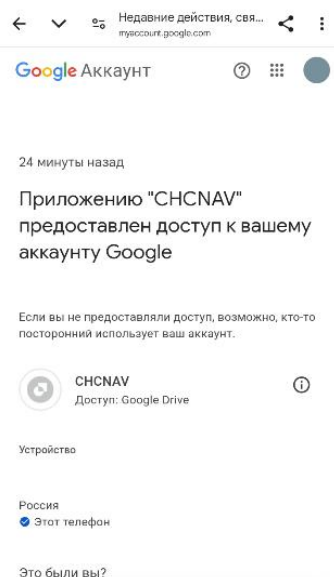 Недавние действия, свя...
myaccount.google.com
Google Аккаунт
24 минуты назад
Приложению "CHCNAV"
предоставлен доступ к вашему
аккаунту Google
Если вы не предоставляли доступ, возможно, кто-то
посторонний использует ваш аккаунт.
CHCNAV
Доступ: Google Drive
Устройство
Россия
Этот телефон
Это были вы?